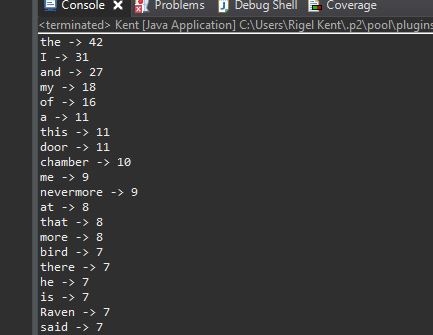 Console Problems Debug Shell Coverage
<terminated> Kent [Java Application] C:\Users\Rigel Kent\.p2\pool\plugins
the -> 42
I -> 31
and -> 27
my -> 18
of -> 16
a -> 11
this -> 11
door -> 11
chamber -> 10
me -> 9
nevermore -> 9
at -> 8
that -> 8
more -> 8
bird -> 7
there -> 7
he -> 7
is -> 7
Raven -> 7
said -> 7